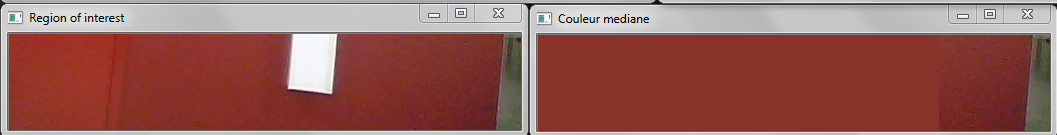 Region of interest
Couleur mediane